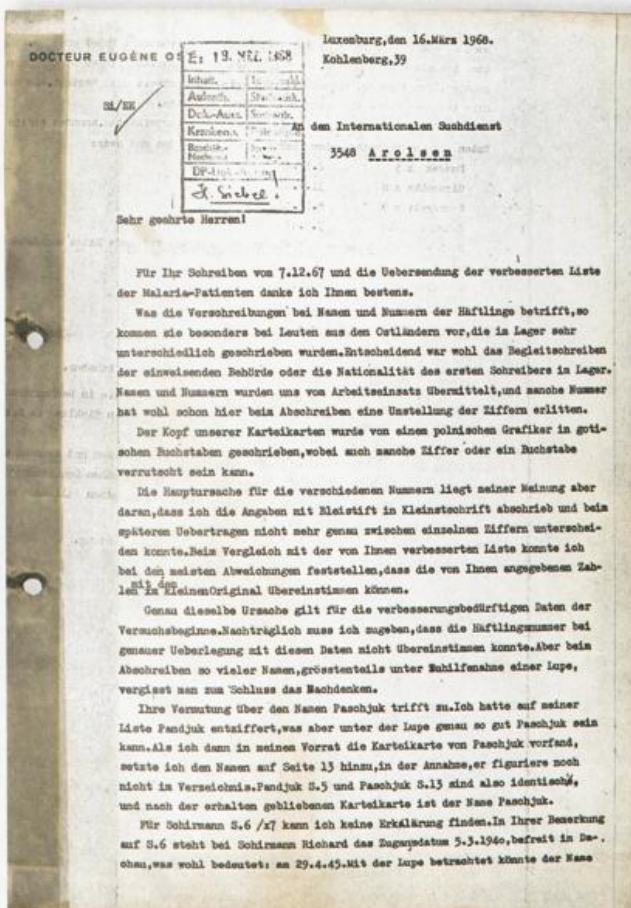 Luxemburg,den 16.März 1968.
DOCTEUR EUGÈNE
Kohlenberg,39
E: 19. MRZ. 1968
Inhaft.
Aufenth.
Dok.-Ausz.
Krankenu.
H. Siebel
Si/EK
An den Internationalen Suchdienst
3548 Arolsen
Sehr geehrte Herren!
Für Ihr Schreiben vom 7.12.67 und die Uebersendung der verbesserten Liste
der Malaria-Patienten danke ich Ihnen bestens.
Was die Verschreibungen bei Namen und Nummern der Häftlinge betrifft,so
kommen sie besonders bei Leuten aus den Ostländern vor,die im Lager sehr
unterschiedlich geschrieben wurden.Entscheidend war wohl das Begleitschreiben
der einweisenden Behörde oder die Nationalität des ersten Schreibers im Lager.
Namen und Nummern wurden uns vom Arbeitseinsatz übermittelt,und manche Nummer
hat wohl schon hier beim Abschreiben eine Umstellung der Ziffern erlitten.
Der Kopf unserer Karteikarten wurde von einem polnischen Grafiker in goti-
schen Buchstaben geschrieben,wobei auch manche Ziffer oder ein Buchstabe
verrutscht sein kann.
Die Hauptursache für die verschiedenen Nummern liegt meiner Meinung aber
daran,dass ich die Angaben mit Bleistift in Kleinstschrift abschrieb und beim
späteren Uebertragen nicht mehr genau zwischen einzelnen Ziffern unterschei-
den konnte.Beim Vergleich mit der von Ihnen verbesserten Liste konnte ich
bei den meisten Abweichungen feststellen,dass die von Ihnen angegebenen Zah-
mit den
len im kleinenOriginal übereinstimmen können.
Genau dieselbe Ursache gilt für die verbesserungsbedürftigen Daten der
Versuchsbeginne.Nachträglich muss ich zugeben,dass die Häftlingsnummer bei
genauer Ueberlegung mit diesen Daten nicht übereinstimmen konnte.Aber beim
Abschreiben so vieler Namen,grösstenteils unter Zuhilfenahme einer Lupe,
vergisst man zum Schluss das Nachdenken.
Ihre Vermutung über den Namen Paschjuk trifft zu.Ich hatte auf meiner
Liste Pandjuk entziffert,was aber unter der Lupe genau so gut Paschjuk sein
kann.Als ich dann in meinem Vorrat die Karteikarte von Paschjuk vorfand,
setzte ich den Namen auf Seite 13 hinzu,in der Annahme,er figuriere noch
nicht im Verzeichnis.Pandjuk S.5 und Paschjuk S.13 sind also identisch,
und nach der erhalten gebliebenen Karteikarte ist der Name Paschjuk.
Für Schirmann S.6 /x7 kann ich keine Erklärung finden.In Ihrer Bemerkung
auf S.6 steht bei Schirmann Richard das Zugangsdatum 5.3.1940,befreit in Da-
chau,was wohl bedeutet: am 29.4.45.Mit der Lupe betrachtet könnte der Name